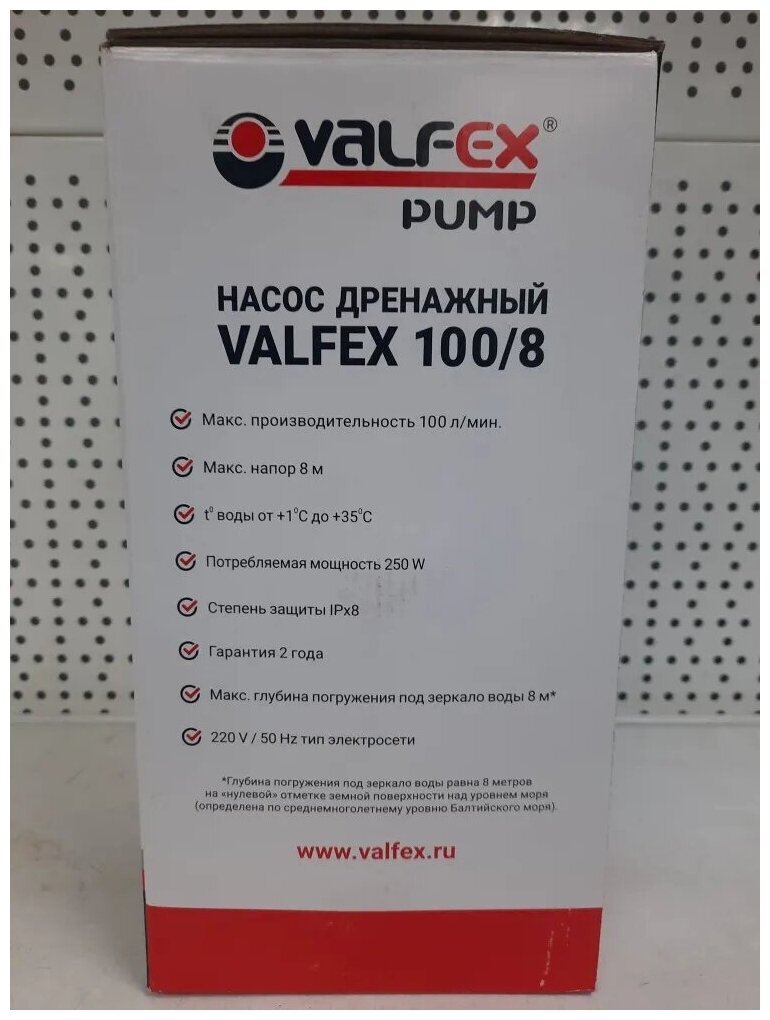 VALFEX®
PUMP
НАСОС ДРЕНАЖНЫЙ
VALFEX 100/8
Макс. производительность 100 л/мин.
Макс. напор 8 м
t⁰ воды от +1⁰C до +35⁰C
Потребляемая мощность 250 W
Степень защиты IPx8
Гарантия 2 года
Макс. глубина погружения под зеркало воды 8 м*
220 V / 50 Hz тип электросети
*Глубина погружения под зеркало воды равна 8 метров
на «нулевой» отметке земной поверхности над уровнем моря
(определена по среднемноголетнему уровню Балтийского моря).
www.valfex.ru